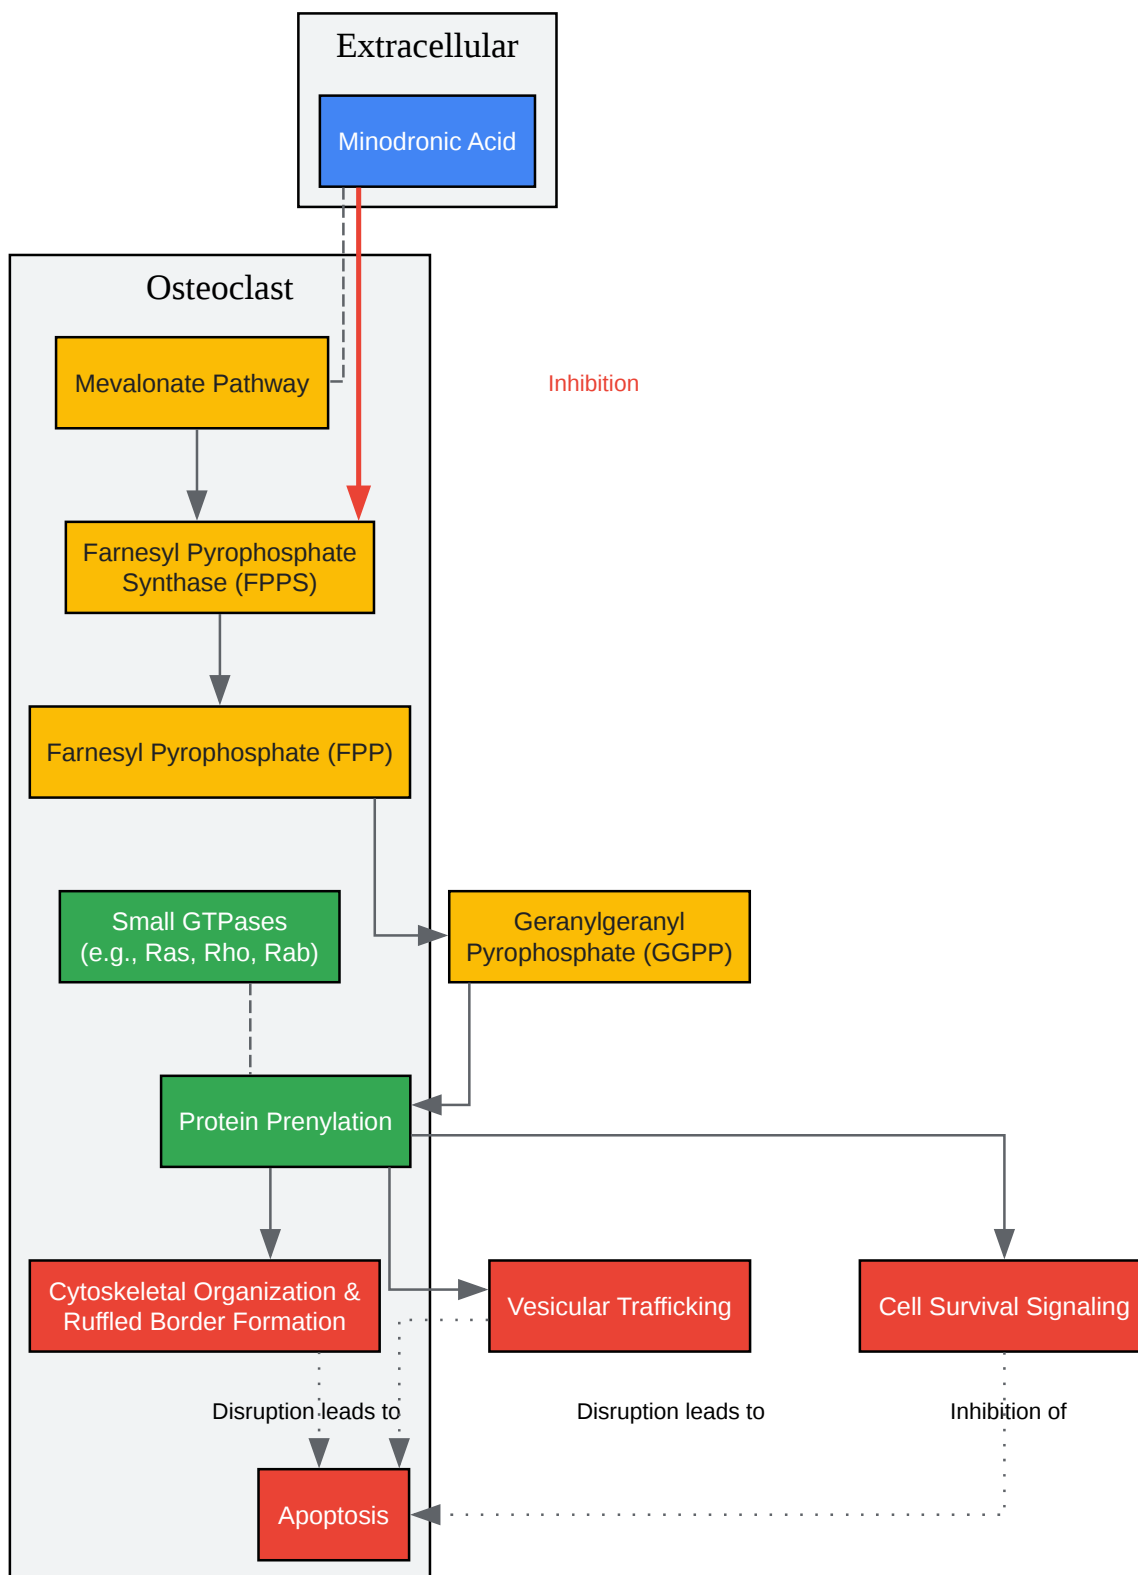 Extracellular
Minodronic Acid
Osteoclast
Mevalonate Pathway
Inhibition
Farnesyl Pyrophosphate
Synthase (FPPS)
Farnesyl Pyrophosphate (FPP)
Small GTPases
(e.g., Ras, Rho, Rab)
Geranylgeranyl
Pyrophosphate (GGPP)
Protein Prenylation
Cytoskeletal Organization &
Ruffled Border Formation
Vesicular Trafficking
Cell Survival Signaling
Disruption leads to
Disruption leads to
Inhibition of
Apoptosis